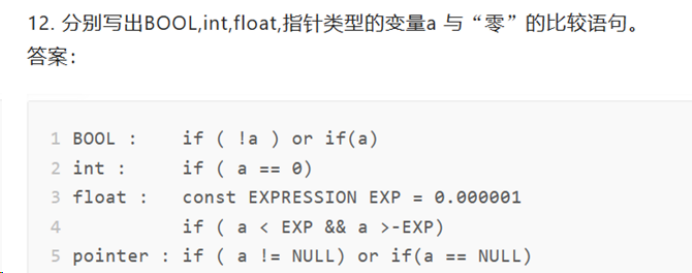 12. 分别写出BOOL,int,float,指针类型的变量a 与“零”的比较语句。
答案：
1 BOOL :    if ( !a ) or if(a)
2 int :     if ( a == 0)
3 float :   const EXPRESSION EXP = 0.000001
4           if ( a < EXP && a >-EXP)
5 pointer : if ( a != NULL) or if(a == NULL)